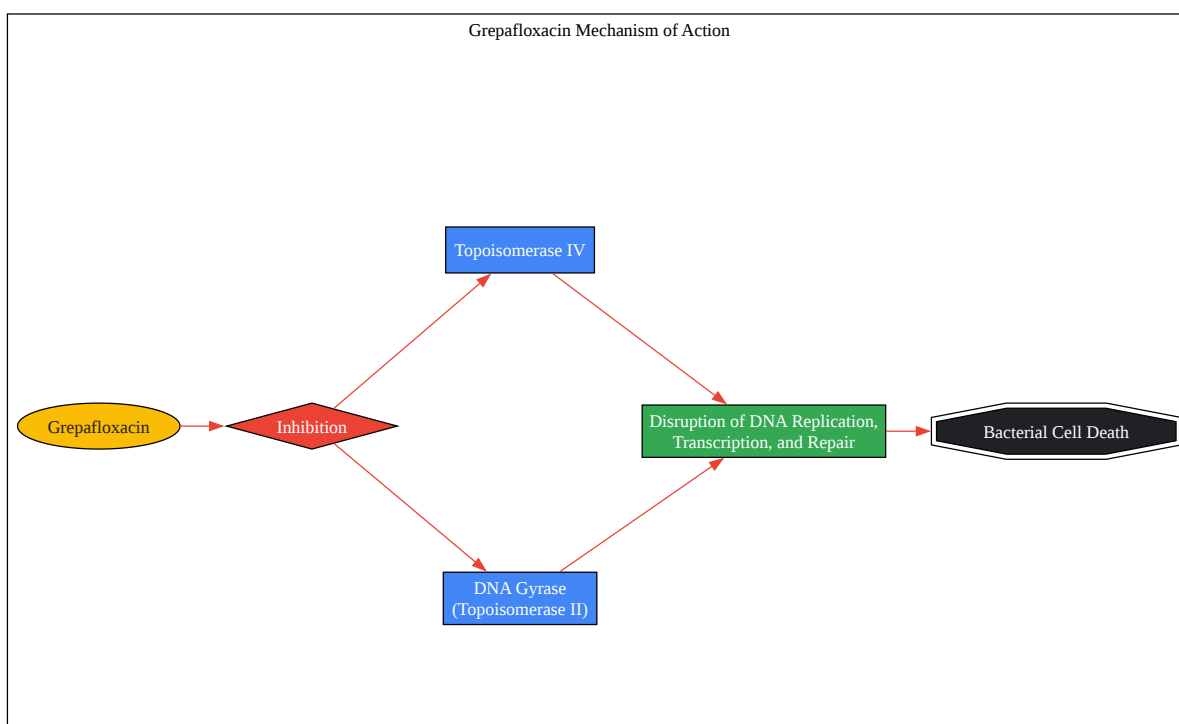 Grepafloxacin Mechanism of Action
Topoisomerase IV
Grepafloxacin
Inhibition
Disruption of DNA Replication,
Transcription, and Repair
Bacterial Cell Death
DNA Gyrase
(Topoisomerase II)